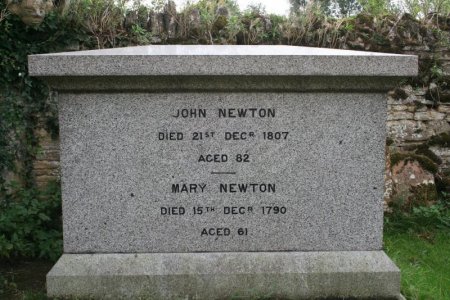 JOHN NEWTON
DIED 21ST DECR 1807
AGED 82
MARY NEWTON
DIED 15TH DECR 1790
AGED 61